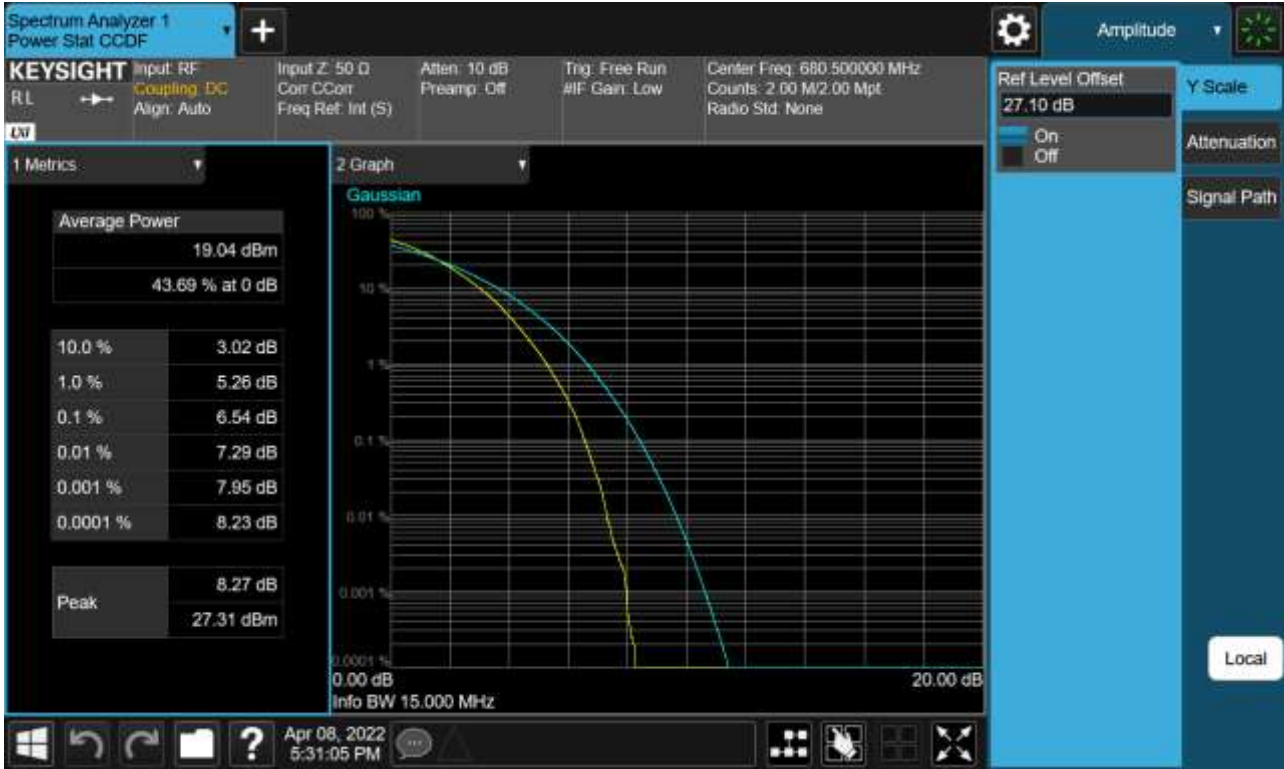 Spectrum Analyzer 1
Power Stat CCDF
+
Amplitude
KEYSIGHT
RL
LXI
Input: RF
Coupling: DC
Align: Auto
Input Z: 50 Ω
Corr CCorr
Freq Ref: Int (S)
Atten: 10 dB
Preamp: Off
Trig: Free Run
#IF Gain: Low
Center Freq: 680.500000 MHz
Counts: 2.00 M/2.00 Mpt
Radio Std: None
Ref Level Offset
27.10 dB
On
Off
Y Scale
Attenuation
Signal Path
1 Metrics
Average Power
19.04 dBm
43.69 % at 0 dB
10.0 % 3.02 dB
1.0 % 5.26 dB
0.1 % 6.54 dB
0.01 % 7.29 dB
0.001 % 7.95 dB
0.0001 % 8.23 dB
Peak
8.27 dB
27.31 dBm
2 Graph
Gaussian
100 %
10 %
1 %
0.1 %
0.01 %
0.001 %
0.0001 %
0.00 dB 20.00 dB
Info BW 15.000 MHz
Local
?
Apr 08, 2022
5:31:05 PM